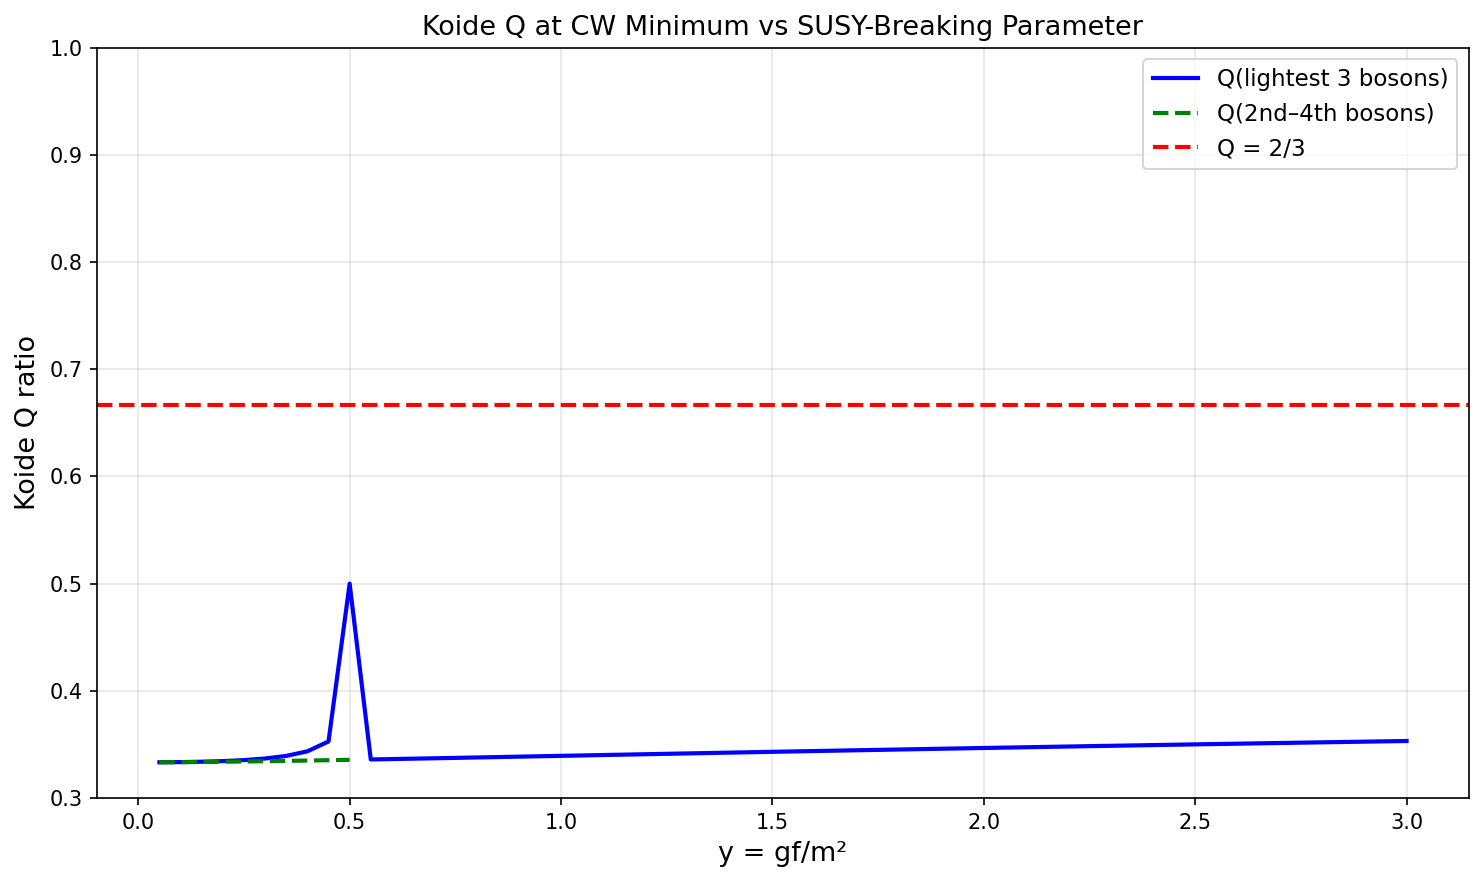 Koide Q at CW Minimum vs SUSY-Breaking Parameter
Q(lightest 3 bosons)
Q(2nd–4th bosons)
Q = 2/3
Koide Q ratio
1.0
0.9
0.8
0.7
0.6
0.5
0.4
0.3
0.0 0.5 1.0 1.5 2.0 2.5 3.0
y = gf/m²